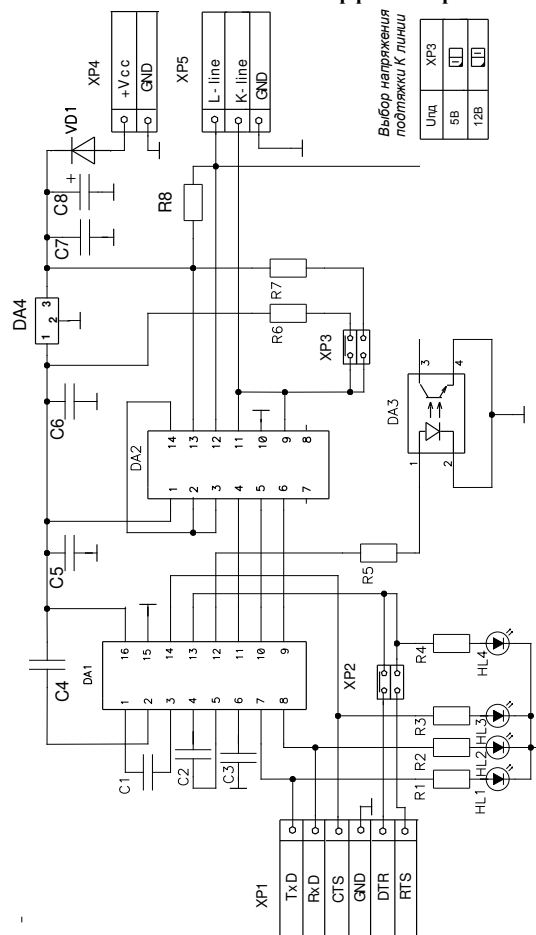 XP4
+Vcc
GND
XP5
L-line
K-line
GND
Выбор напряжения
подтяжки К линии
Uпд XP3
5В
12В
VD1
+
C8
C7
R8
DA4
1 2 3
R7
R6
XP3
C6
DA2
1 14
2 13
3 12
4 11
5 10
6 9
7 8
DA3
1 3
2 4
C5
R5
C4
DA1
1 16
2 15
3 14
4 13
5 12
6 11
7 10
8 9
C1
C2
C3
XP2
R4
HL4
R3
HL3
R2
HL2
R1
HL1
XP1
TxD
RxD
CTS
GND
DTR
RTS